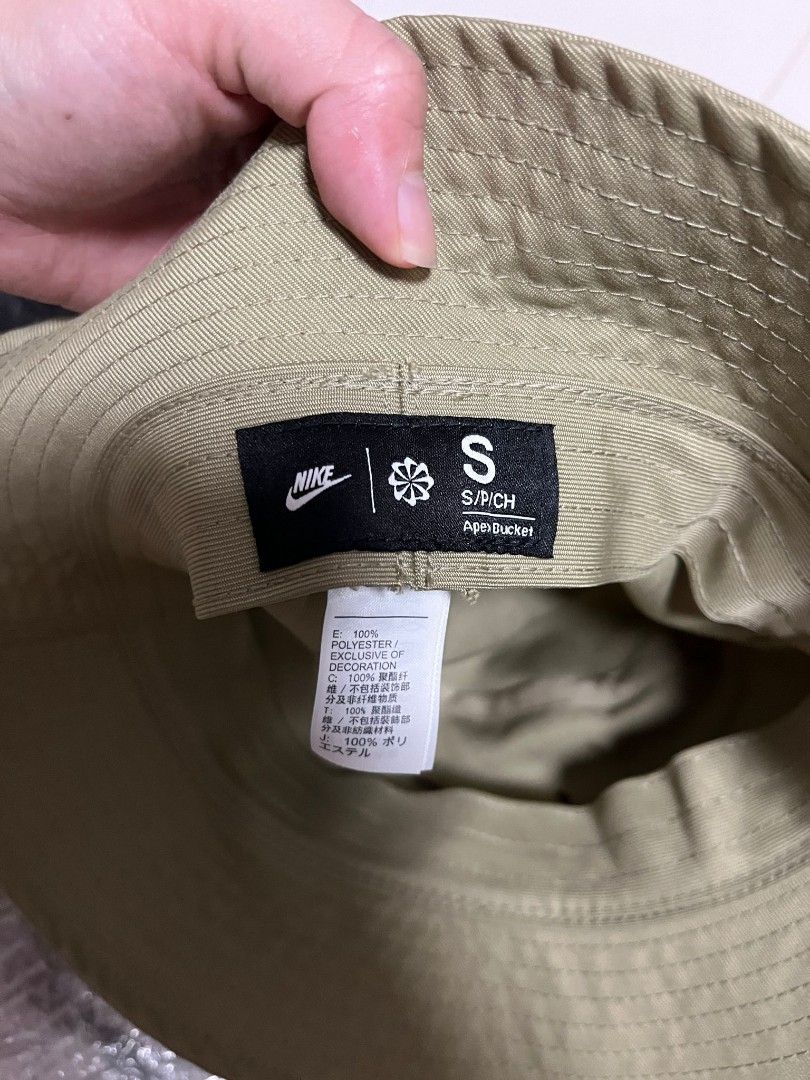 NIKE
S
S/P/CH
Apex Bucket
E: 100%
POLYESTER /
EXCLUSIVE OF
DECORATION
C: 100% 聚酯纤
维 / 不包括装饰部
分及非纤维物质
T: 100% 聚酯纖
維 / 不包括裝飾部
分及非紡織材料
J: 100% ポリ
エステル